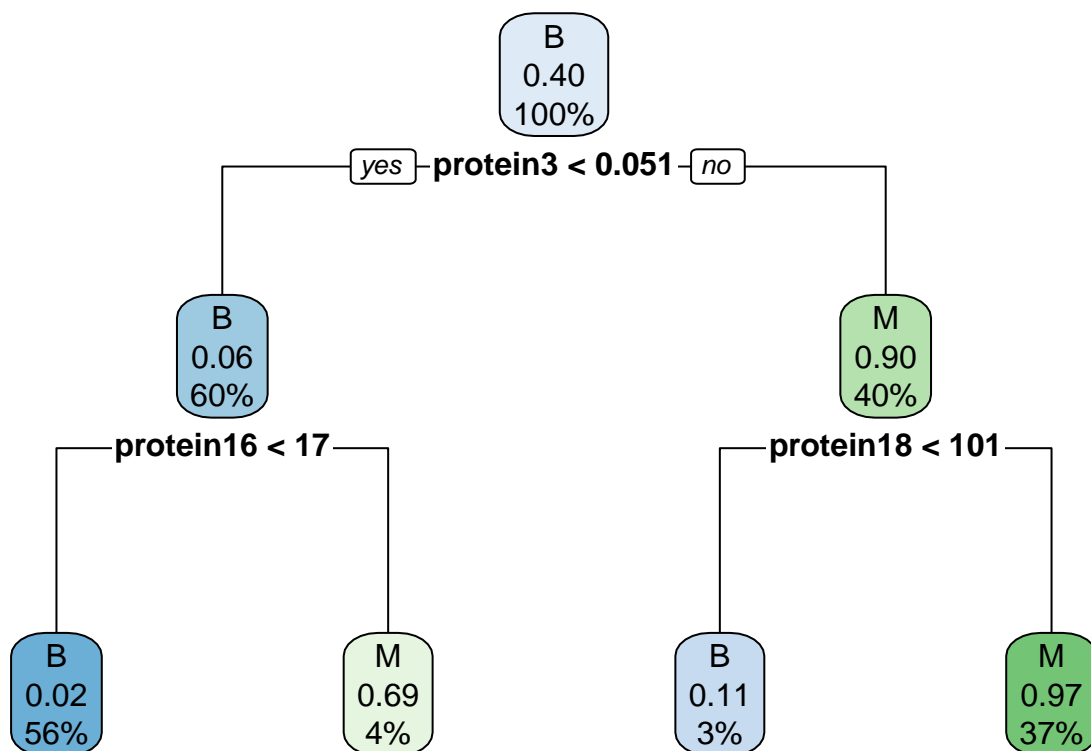 B
0.40
100%
yes protein3 < 0.051 no
B
0.06
60%
M
0.90
40%
protein16 < 17
protein18 < 101
B
0.02
56%
M
0.69
4%
B
0.11
3%
M
0.97
37%